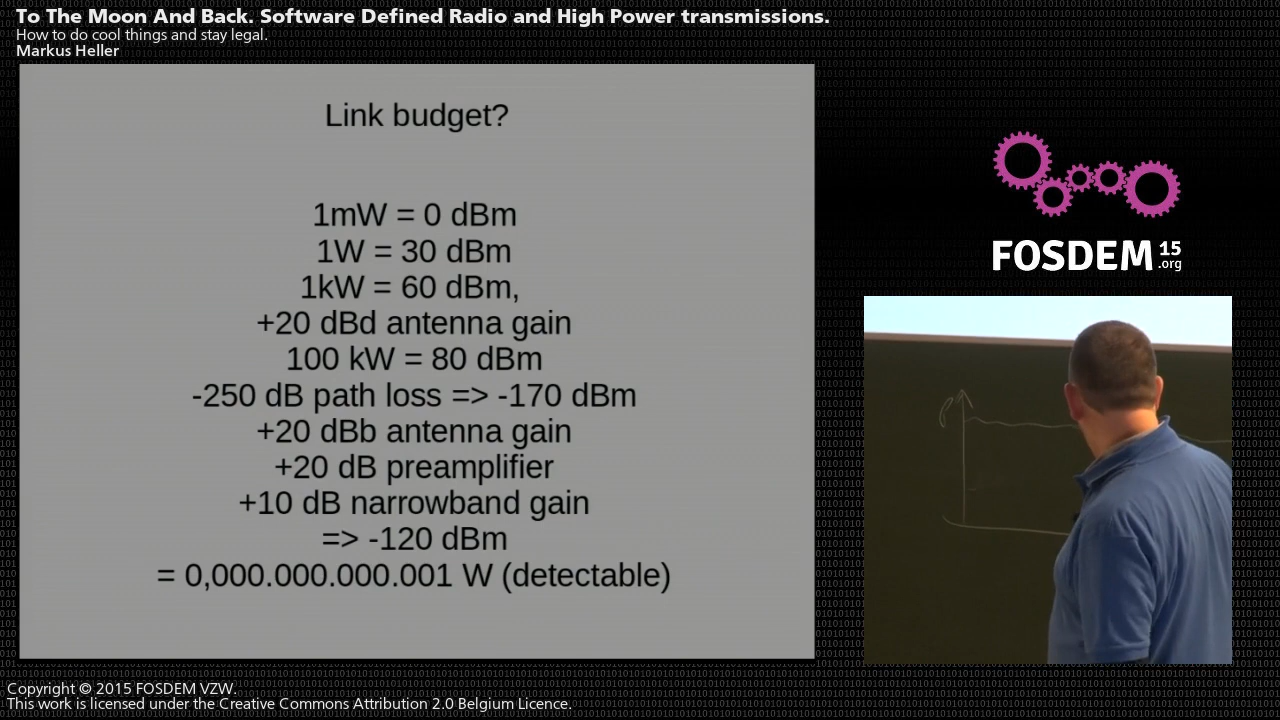 To The Moon And Back. Software Defined Radio and High Power transmissions.
How to do cool things and stay legal.
Markus Heller
Link budget?
1mW = 0 dBm
1W = 30 dBm
1kW = 60 dBm,
+20 dBd antenna gain
100 kW = 80 dBm
-250 dB path loss => -170 dBm
+20 dBb antenna gain
+20 dB preamplifier
+10 dB narrowband gain
=> -120 dBm
= 0,000.000.000.001 W (detectable)
FOSDEM 15
.org
Copyright © 2015 FOSDEM VZW.
This work is licensed under the Creative Commons Attribution 2.0 Belgium Licence.